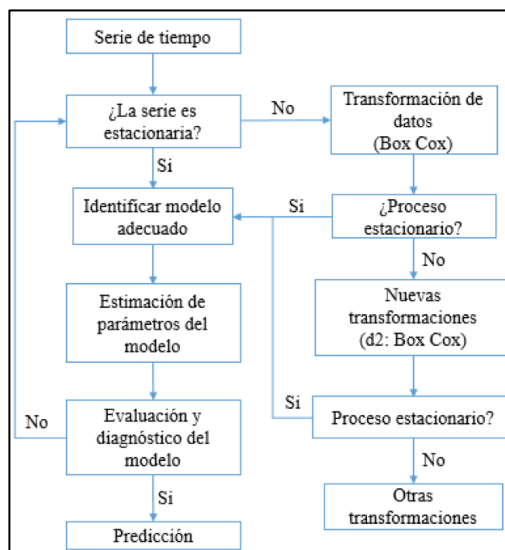 Serie de tiempo
¿La serie es
estacionaria?
No
Transformación de
datos
(Box Cox)
Si
Identificar modelo
adecuado
Si
¿Proceso
estacionario?
No
Estimación de
parámetros del
modelo
Nuevas
transformaciones
(d2: Box Cox)
No
Evaluación y
diagnóstico del
modelo
Si
Proceso estacionario?
No
Si
Predicción
Otras
transformaciones